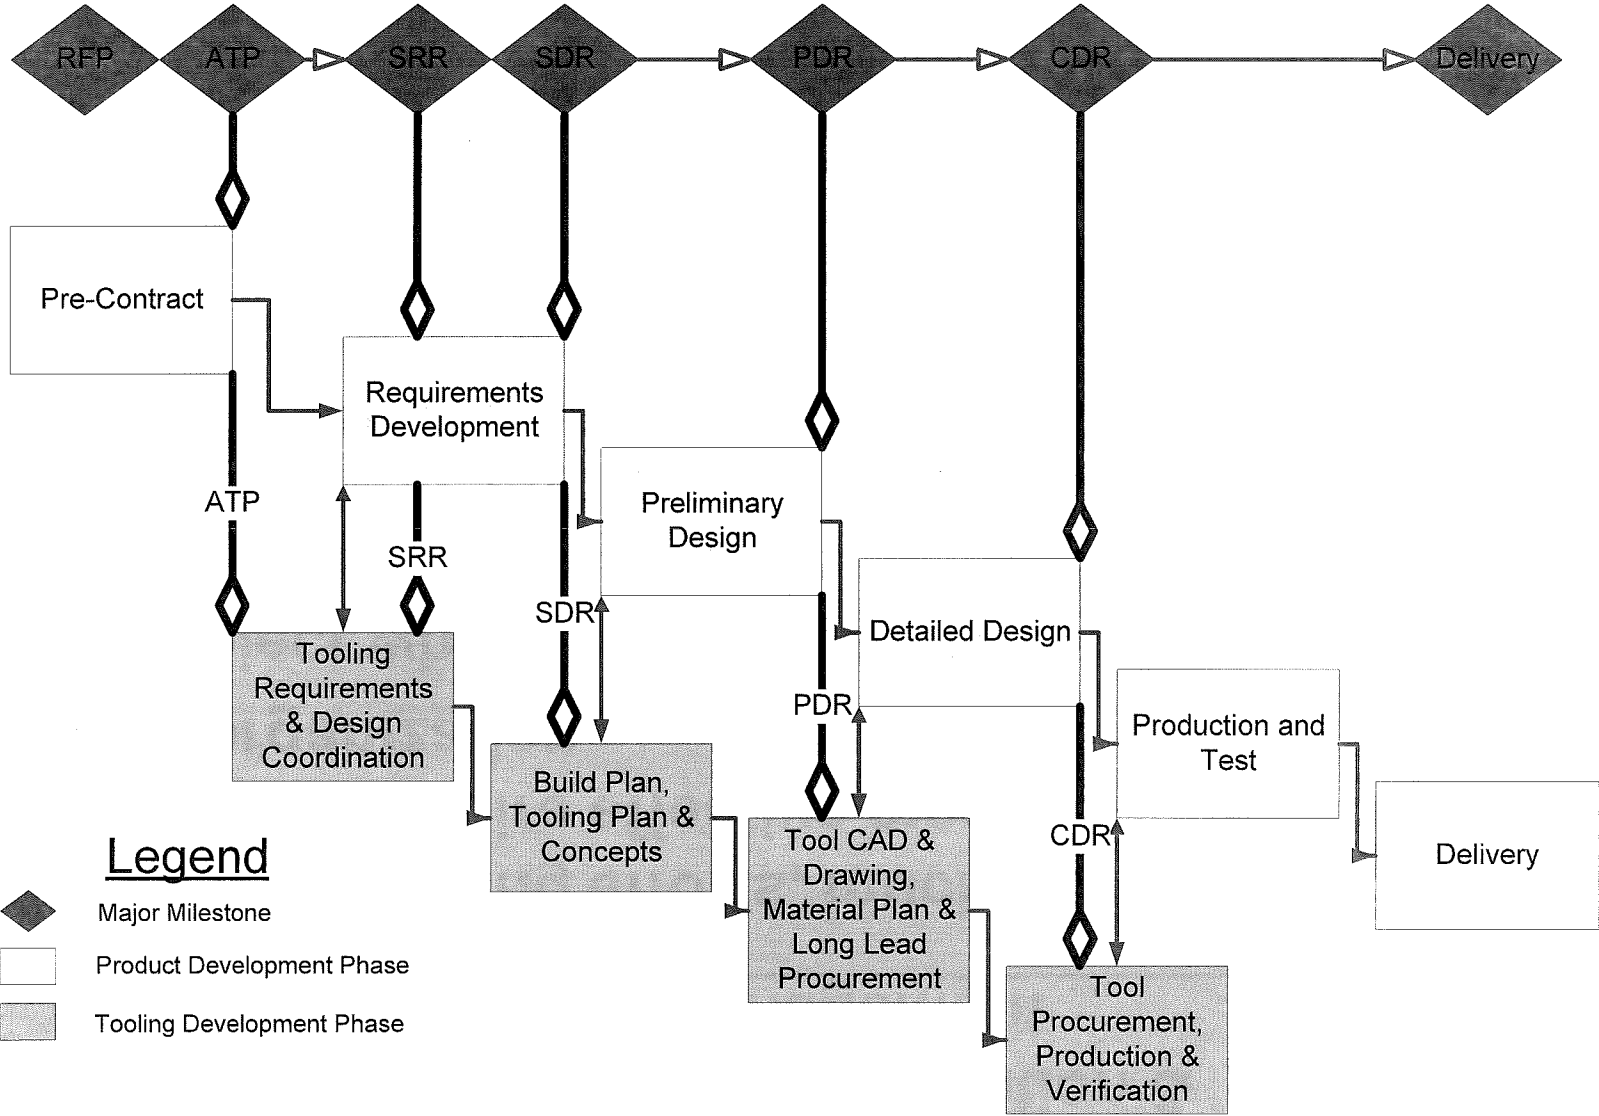 RFP
ATP
SRR
SDR
PDR
CDR
Delivery
Pre-Contract
Requirements
Development
ATP
Preliminary
Design
SRR
SDR
Detailed Design
Tooling
Requirements
& Design
Coordination
PDR
Production and
Test
Build Plan,
Tooling Plan &
Concepts
CDR
Tool CAD &
Drawing,
Material Plan &
Long Lead
Procurement
Delivery
Tool
Procurement,
Production &
Verification
Legend
Major Milestone
Product Development Phase
Tooling Development Phase